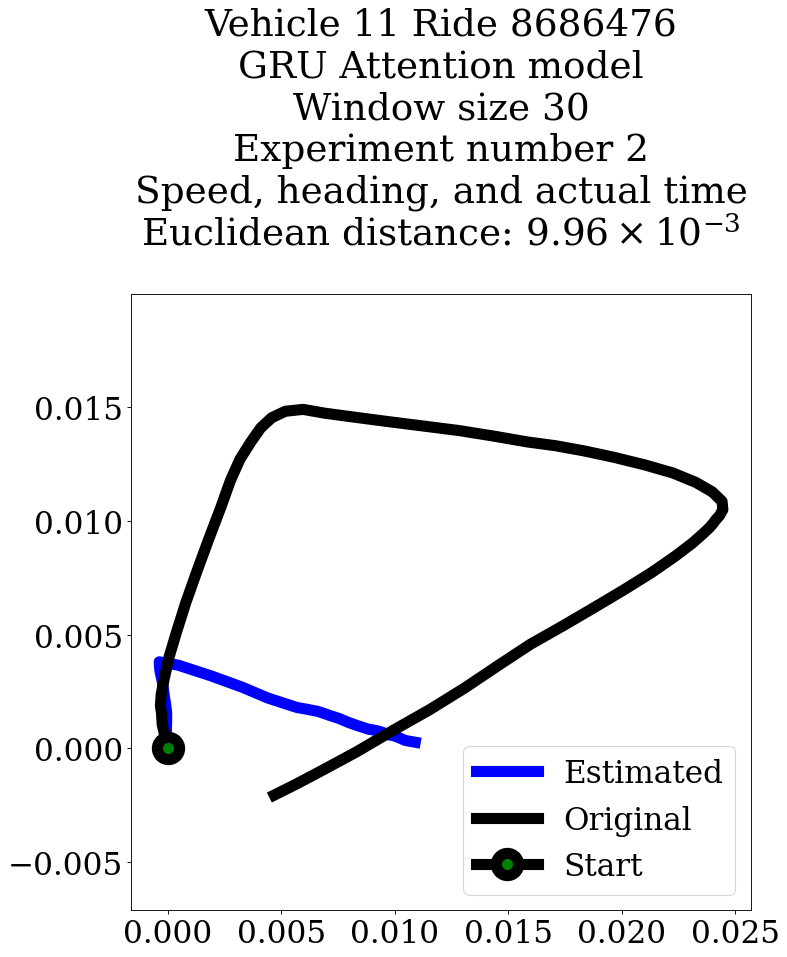 Vehicle 11 Ride 8686476
GRU Attention model
Window size 30
Experiment number 2
Speed, heading, and actual time
Euclidean distance: 9.96 × 10⁻³
0.015
0.010
0.005
0.000
−0.005
Estimated
Original
Start
0.000 0.005 0.010 0.015 0.020 0.025